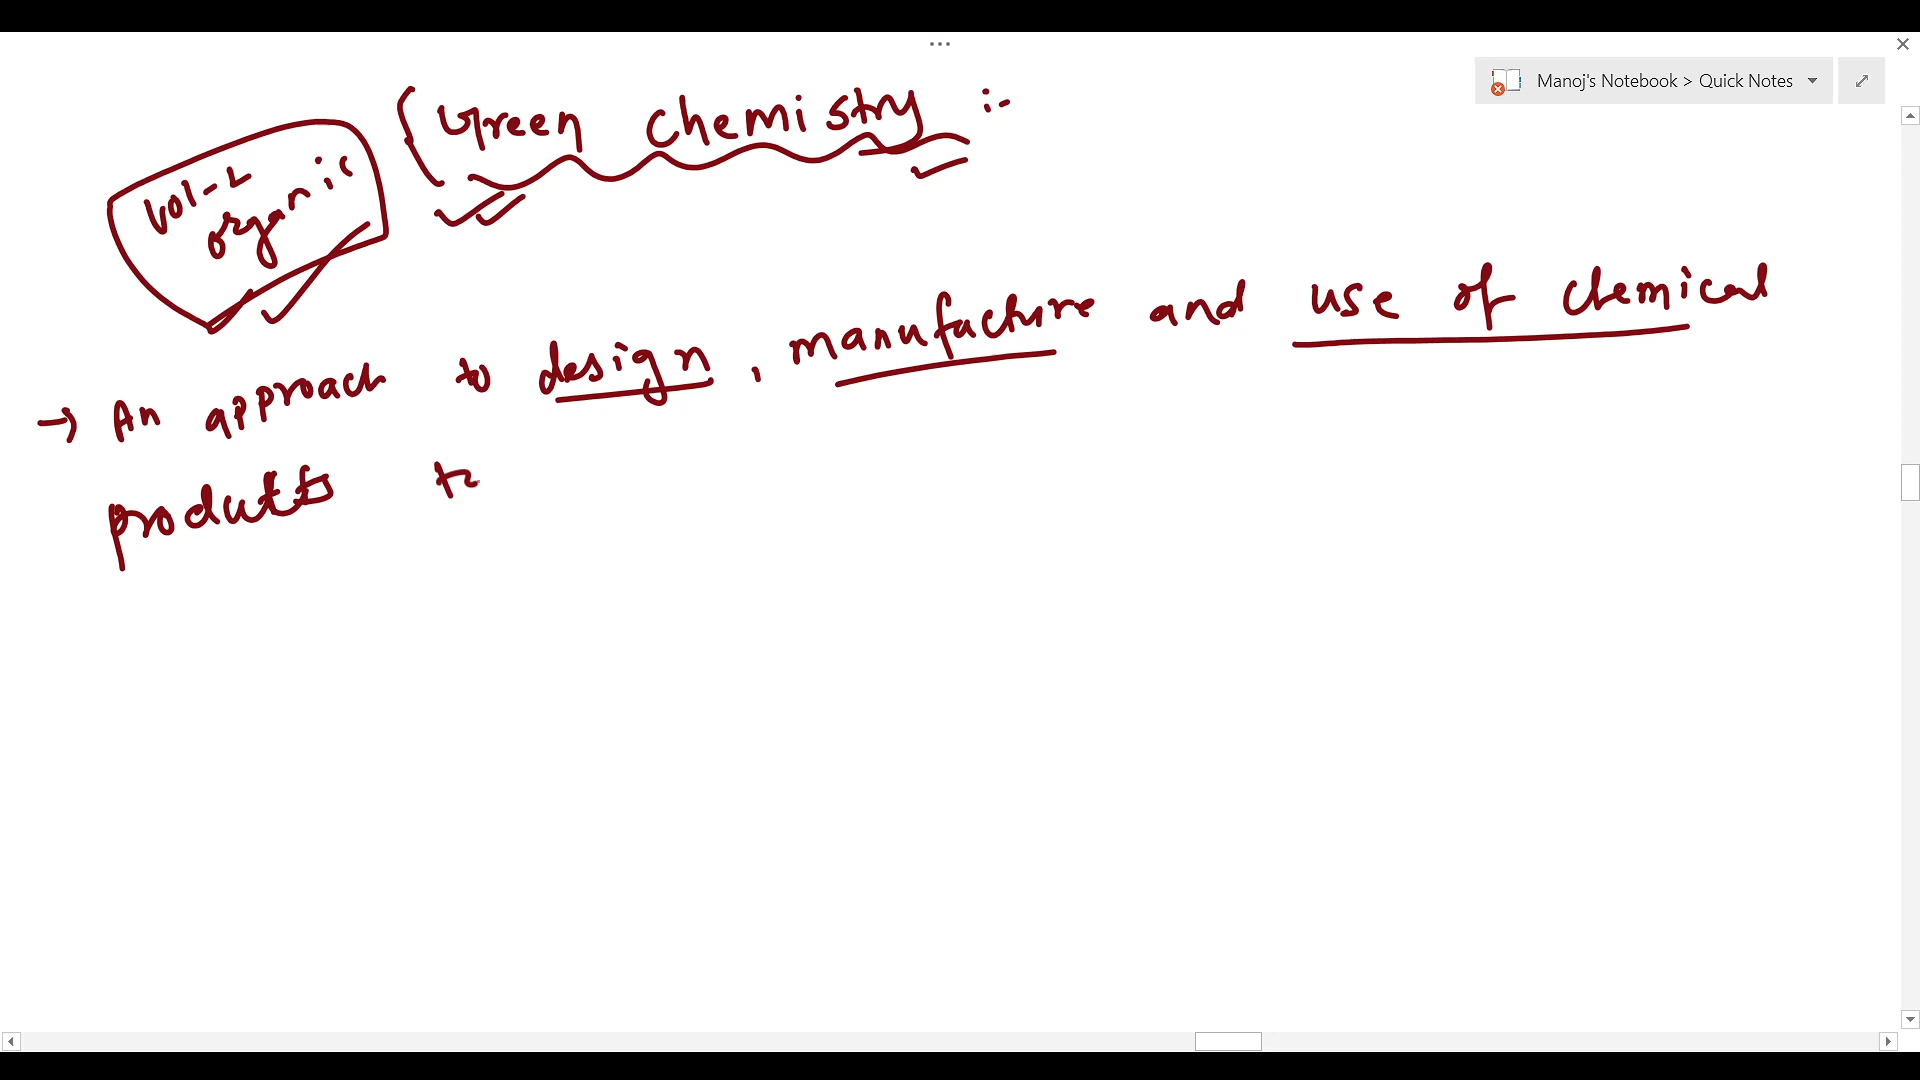 ...
Manoj's Notebook > Quick Notes
Green chemistry :-
Vol-2
organic
→ An approach to design, manufacture and use of chemical
products to